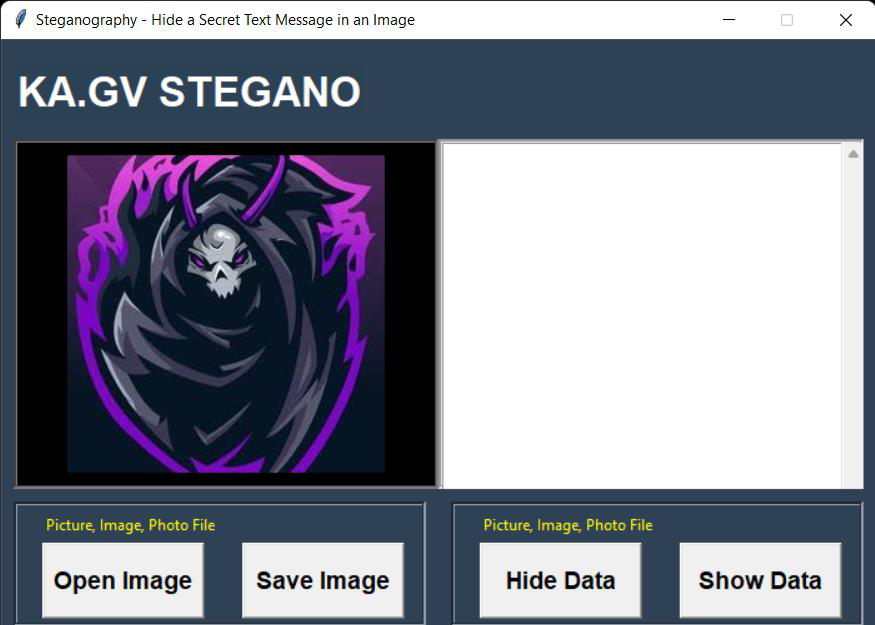 Steganography - Hide a Secret Text Message in an Image
KA.GV STEGANO
Picture, Image, Photo File
Open Image
Save Image
Picture, Image, Photo File
Hide Data
Show Data